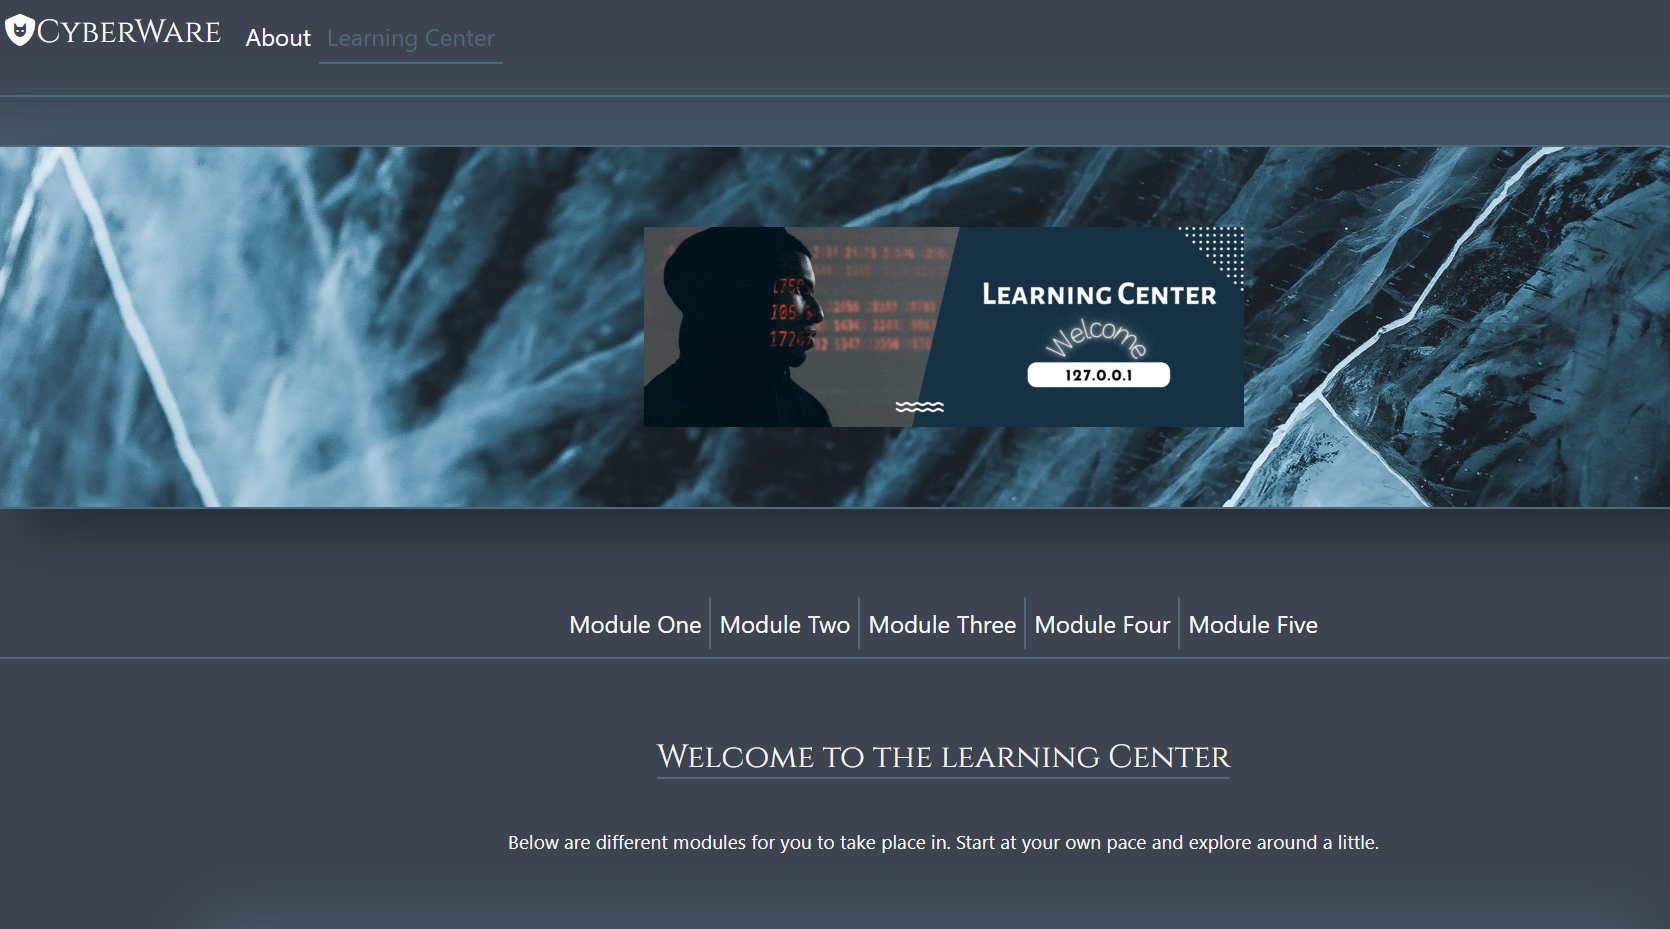 CyberWare
About
Learning Center
Learning Center
Welcome
127.0.0.1
Module One
Module Two
Module Three
Module Four
Module Five
Welcome to the learning Center
Below are different modules for you to take place in. Start at your own pace and explore around a little.